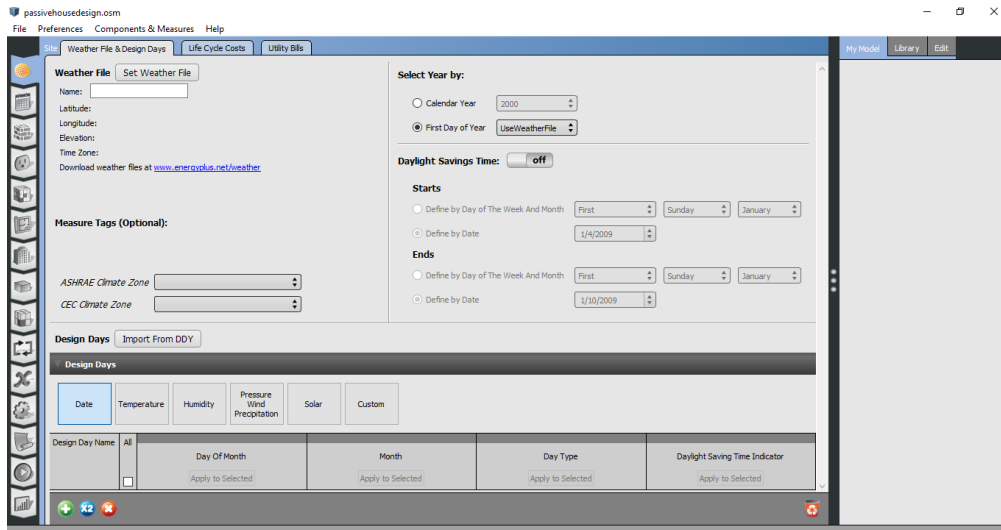 passivehousedesign.osm
File Preferences Components & Measures Help
Site Weather File & Design Days Life Cycle Costs Utility Bills
My Model Library Edit
Weather File Set Weather File
Name:
Latitude:
Longitude:
Elevation:
Time Zone:
Download weather files at www.energyplus.net/weather
Measure Tags (Optional):
ASHRAE Climate Zone
CEC Climate Zone
Select Year by:
Calendar Year 2000
First Day of Year UseWeatherFile
Daylight Savings Time: off
Starts
Define by Day of The Week And Month First Sunday January
Define by Date 1/4/2009
Ends
Define by Day of The Week And Month First Sunday January
Define by Date 1/10/2009
Design Days Import From DDY
Design Days
Date Temperature Humidity Pressure Wind Precipitation Solar Custom
Design Day Name All Day Of Month Month Day Type Daylight Saving Time Indicator
Apply to Selected Apply to Selected Apply to Selected Apply to Selected
X2